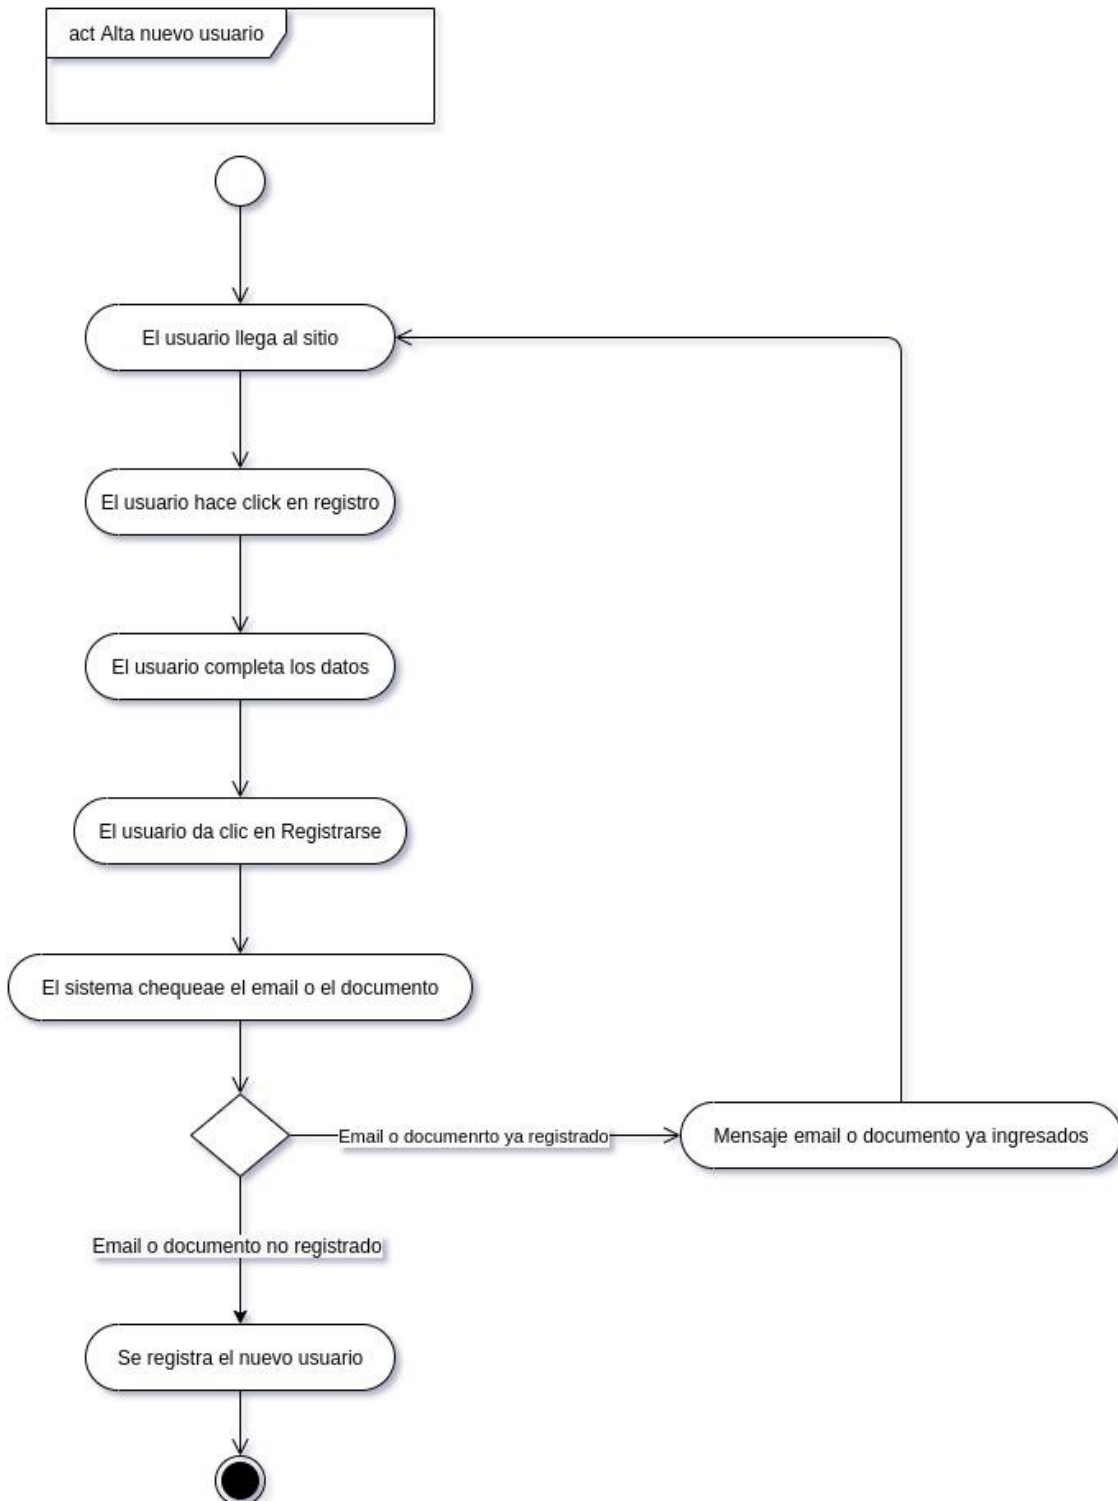 act Alta nuevo usuario
El usuario llega al sitio
El usuario hace click en registro
El usuario completa los datos
El usuario da clic en Registrarse
El sistema chequeae el email o el documento
Email o documenrto ya registrado
Mensaje email o documento ya ingresados
Email o documento no registrado
Se registra el nuevo usuario